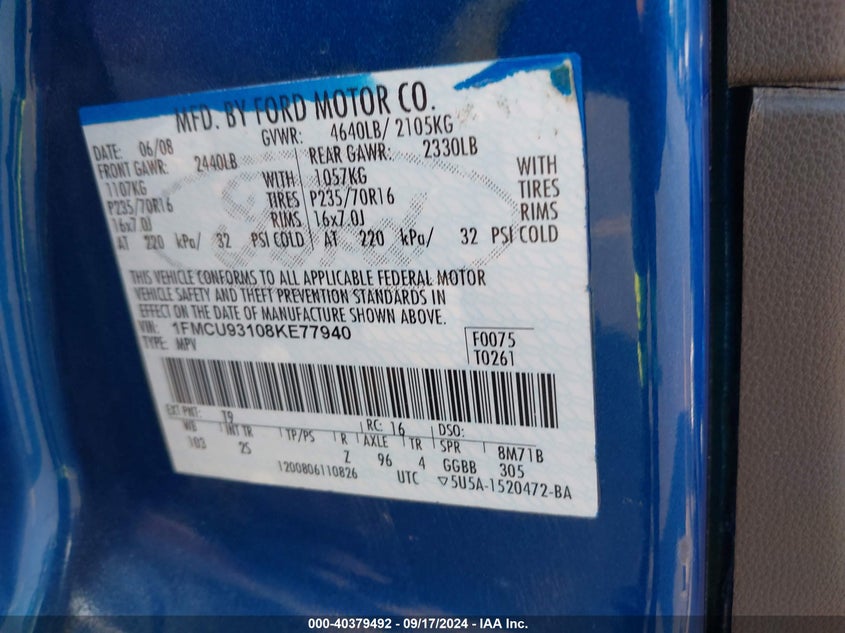 MFD. BY FORD MOTOR CO.
DATE: 06/08 GVWR: 4640LB/ 2105KG
FRONT GAWR: 2440LB REAR GAWR: 2330LB
1107KG WITH 1057KG WITH
P235/70R16 TIRES P235/70R16 TIRES
16x7.0J RIMS 16x7.0J RIMS
AT 220 kPa/ 32 PSI COLD AT 220 kPa/ 32 PSI COLD
THIS VEHICLE CONFORMS TO ALL APPLICABLE FEDERAL MOTOR
VEHICLE SAFETY AND THEFT PREVENTION STANDARDS IN
EFFECT ON THE DATE OF MANUFACTURE SHOWN ABOVE.
VIN: 1FMCU93108KE77940
TYPE: MPV
F0075
T0261
EXT PNT: T9 RC: 16 DSO:
WB INT TR TP/PS R AXLE TR SPR 8M71B
103 25 Z 96 4 GGBB 305
1200806110826 UTC ▽5U5A-1520472-BA
000-40379492 - 09/17/2024 - IAA Inc.